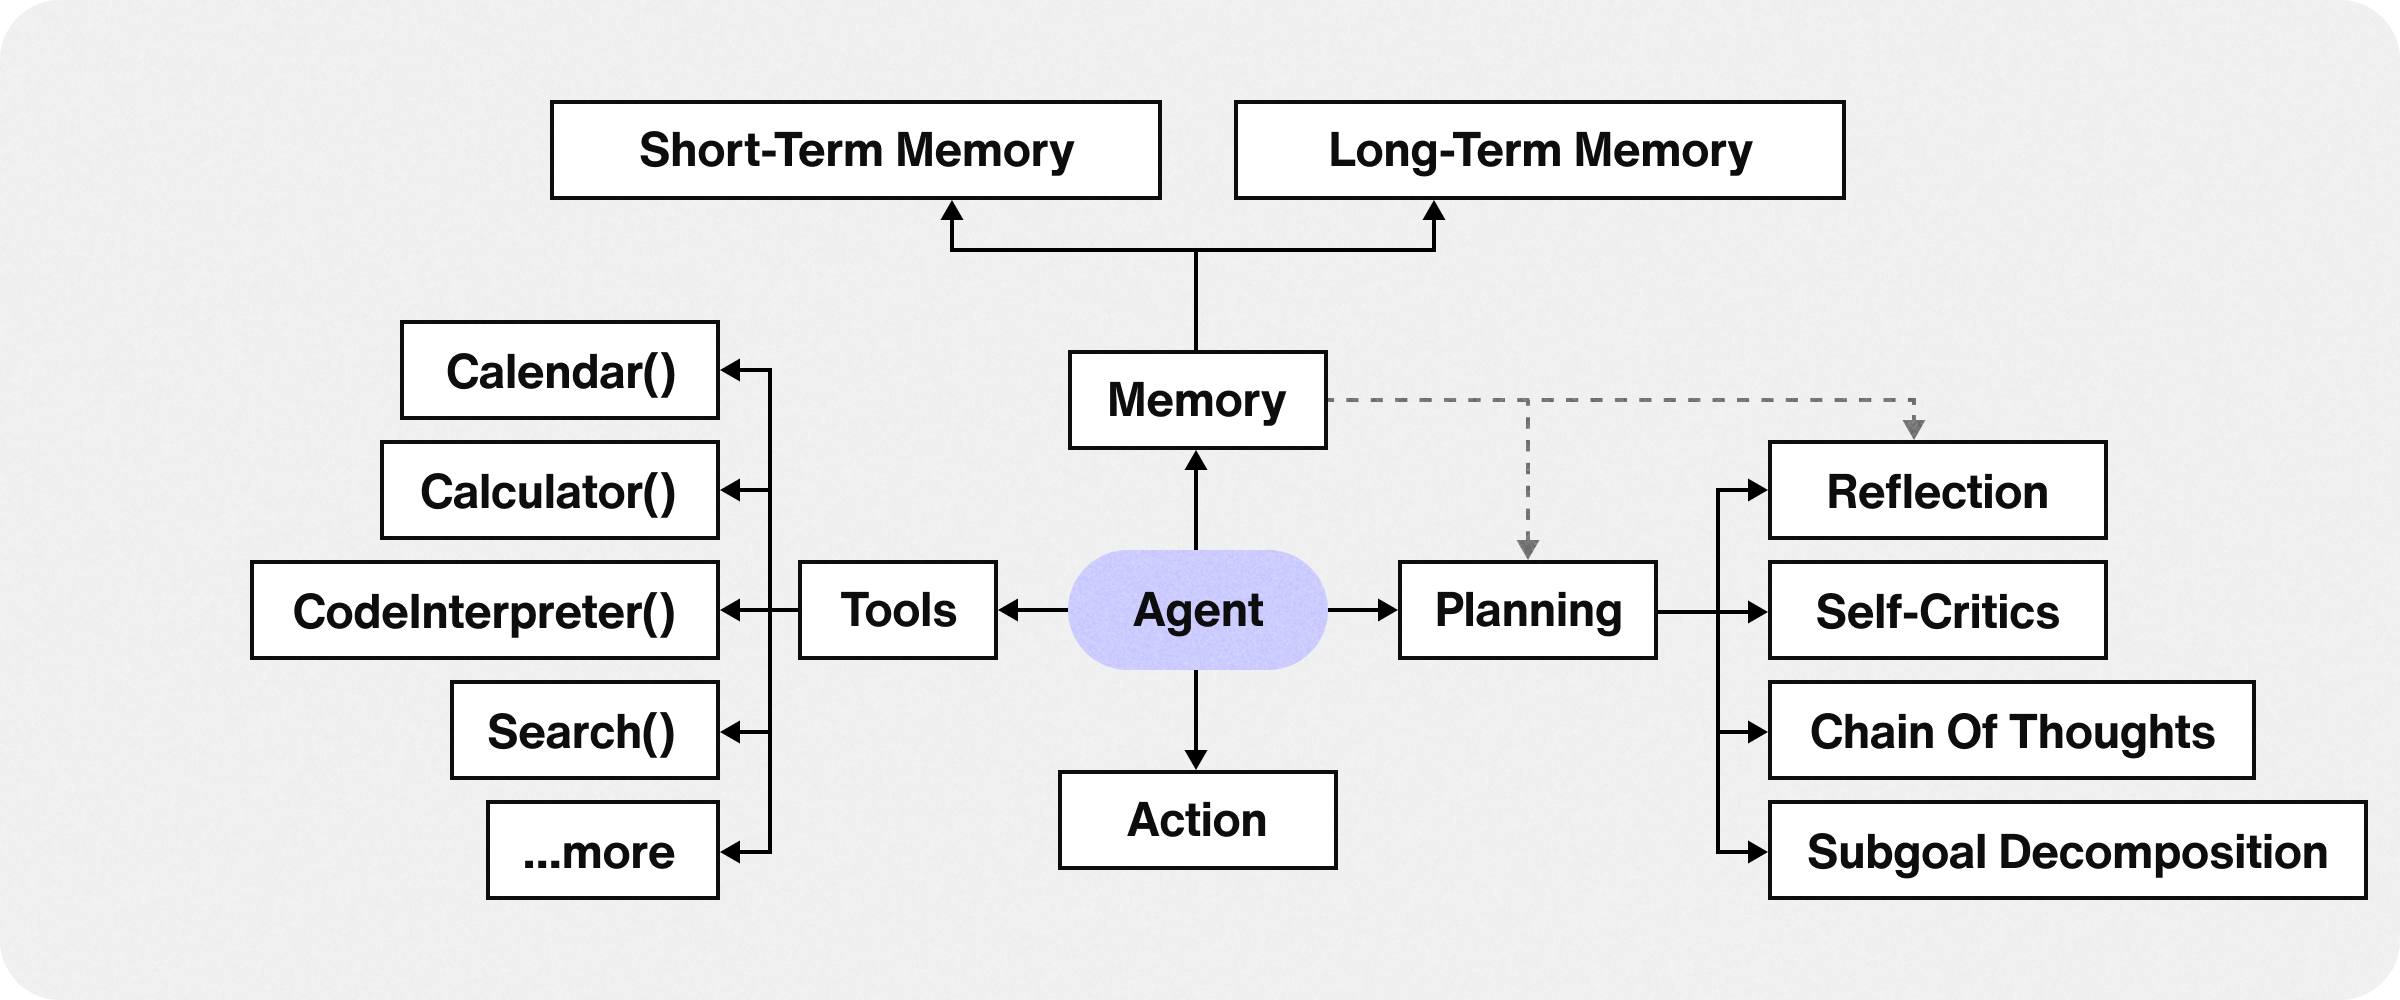 Short-Term Memory
Long-Term Memory
Calendar()
Memory
Calculator()
Reflection
CodeInterpreter()
Tools
Agent
Planning
Self-Critics
Search()
Chain Of Thoughts
Action
...more
Subgoal Decomposition